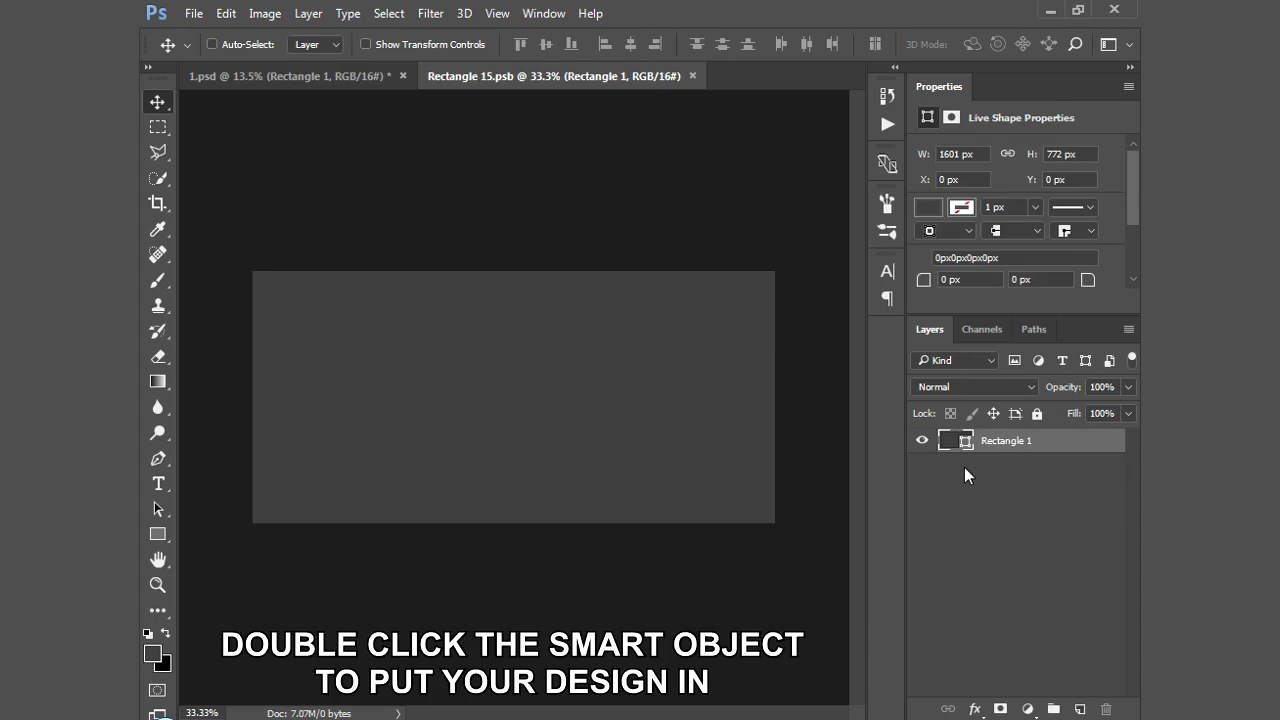 Ps File Edit Image Layer Type Select Filter 3D View Window Help
Auto-Select: Layer Show Transform Controls 3D Mode:
1.psd @ 13.5% (Rectangle 1, RGB/16#) * × Rectangle 15.psb @ 33.3% (Rectangle 1, RGB/16#) ×
Properties
Live Shape Properties
W: 1601 px H: 772 px
X: 0 px Y: 0 px
1 px
0px0px0px0px
0 px 0 px
Layers Channels Paths
Kind
Normal Opacity: 100%
Lock: Fill: 100%
Rectangle 1
DOUBLE CLICK THE SMART OBJECT
TO PUT YOUR DESIGN IN
33.33% Doc: 7.07M/0 bytes